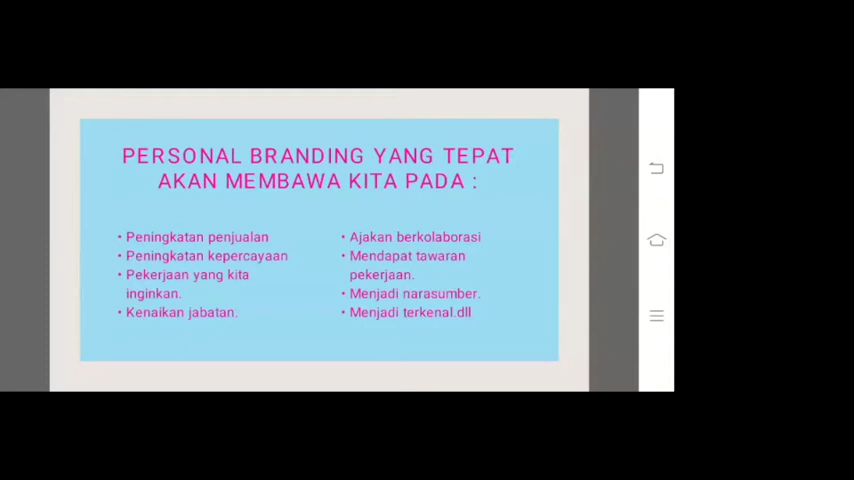 PERSONAL BRANDING YANG TEPAT
AKAN MEMBAWA KITA PADA :
• Peningkatan penjualan
• Peningkatan kepercayaan
• Pekerjaan yang kita
inginkan.
• Kenaikan jabatan.
• Ajakan berkolaborasi
• Mendapat tawaran
pekerjaan.
• Menjadi narasumber.
• Menjadi terkenal.dll